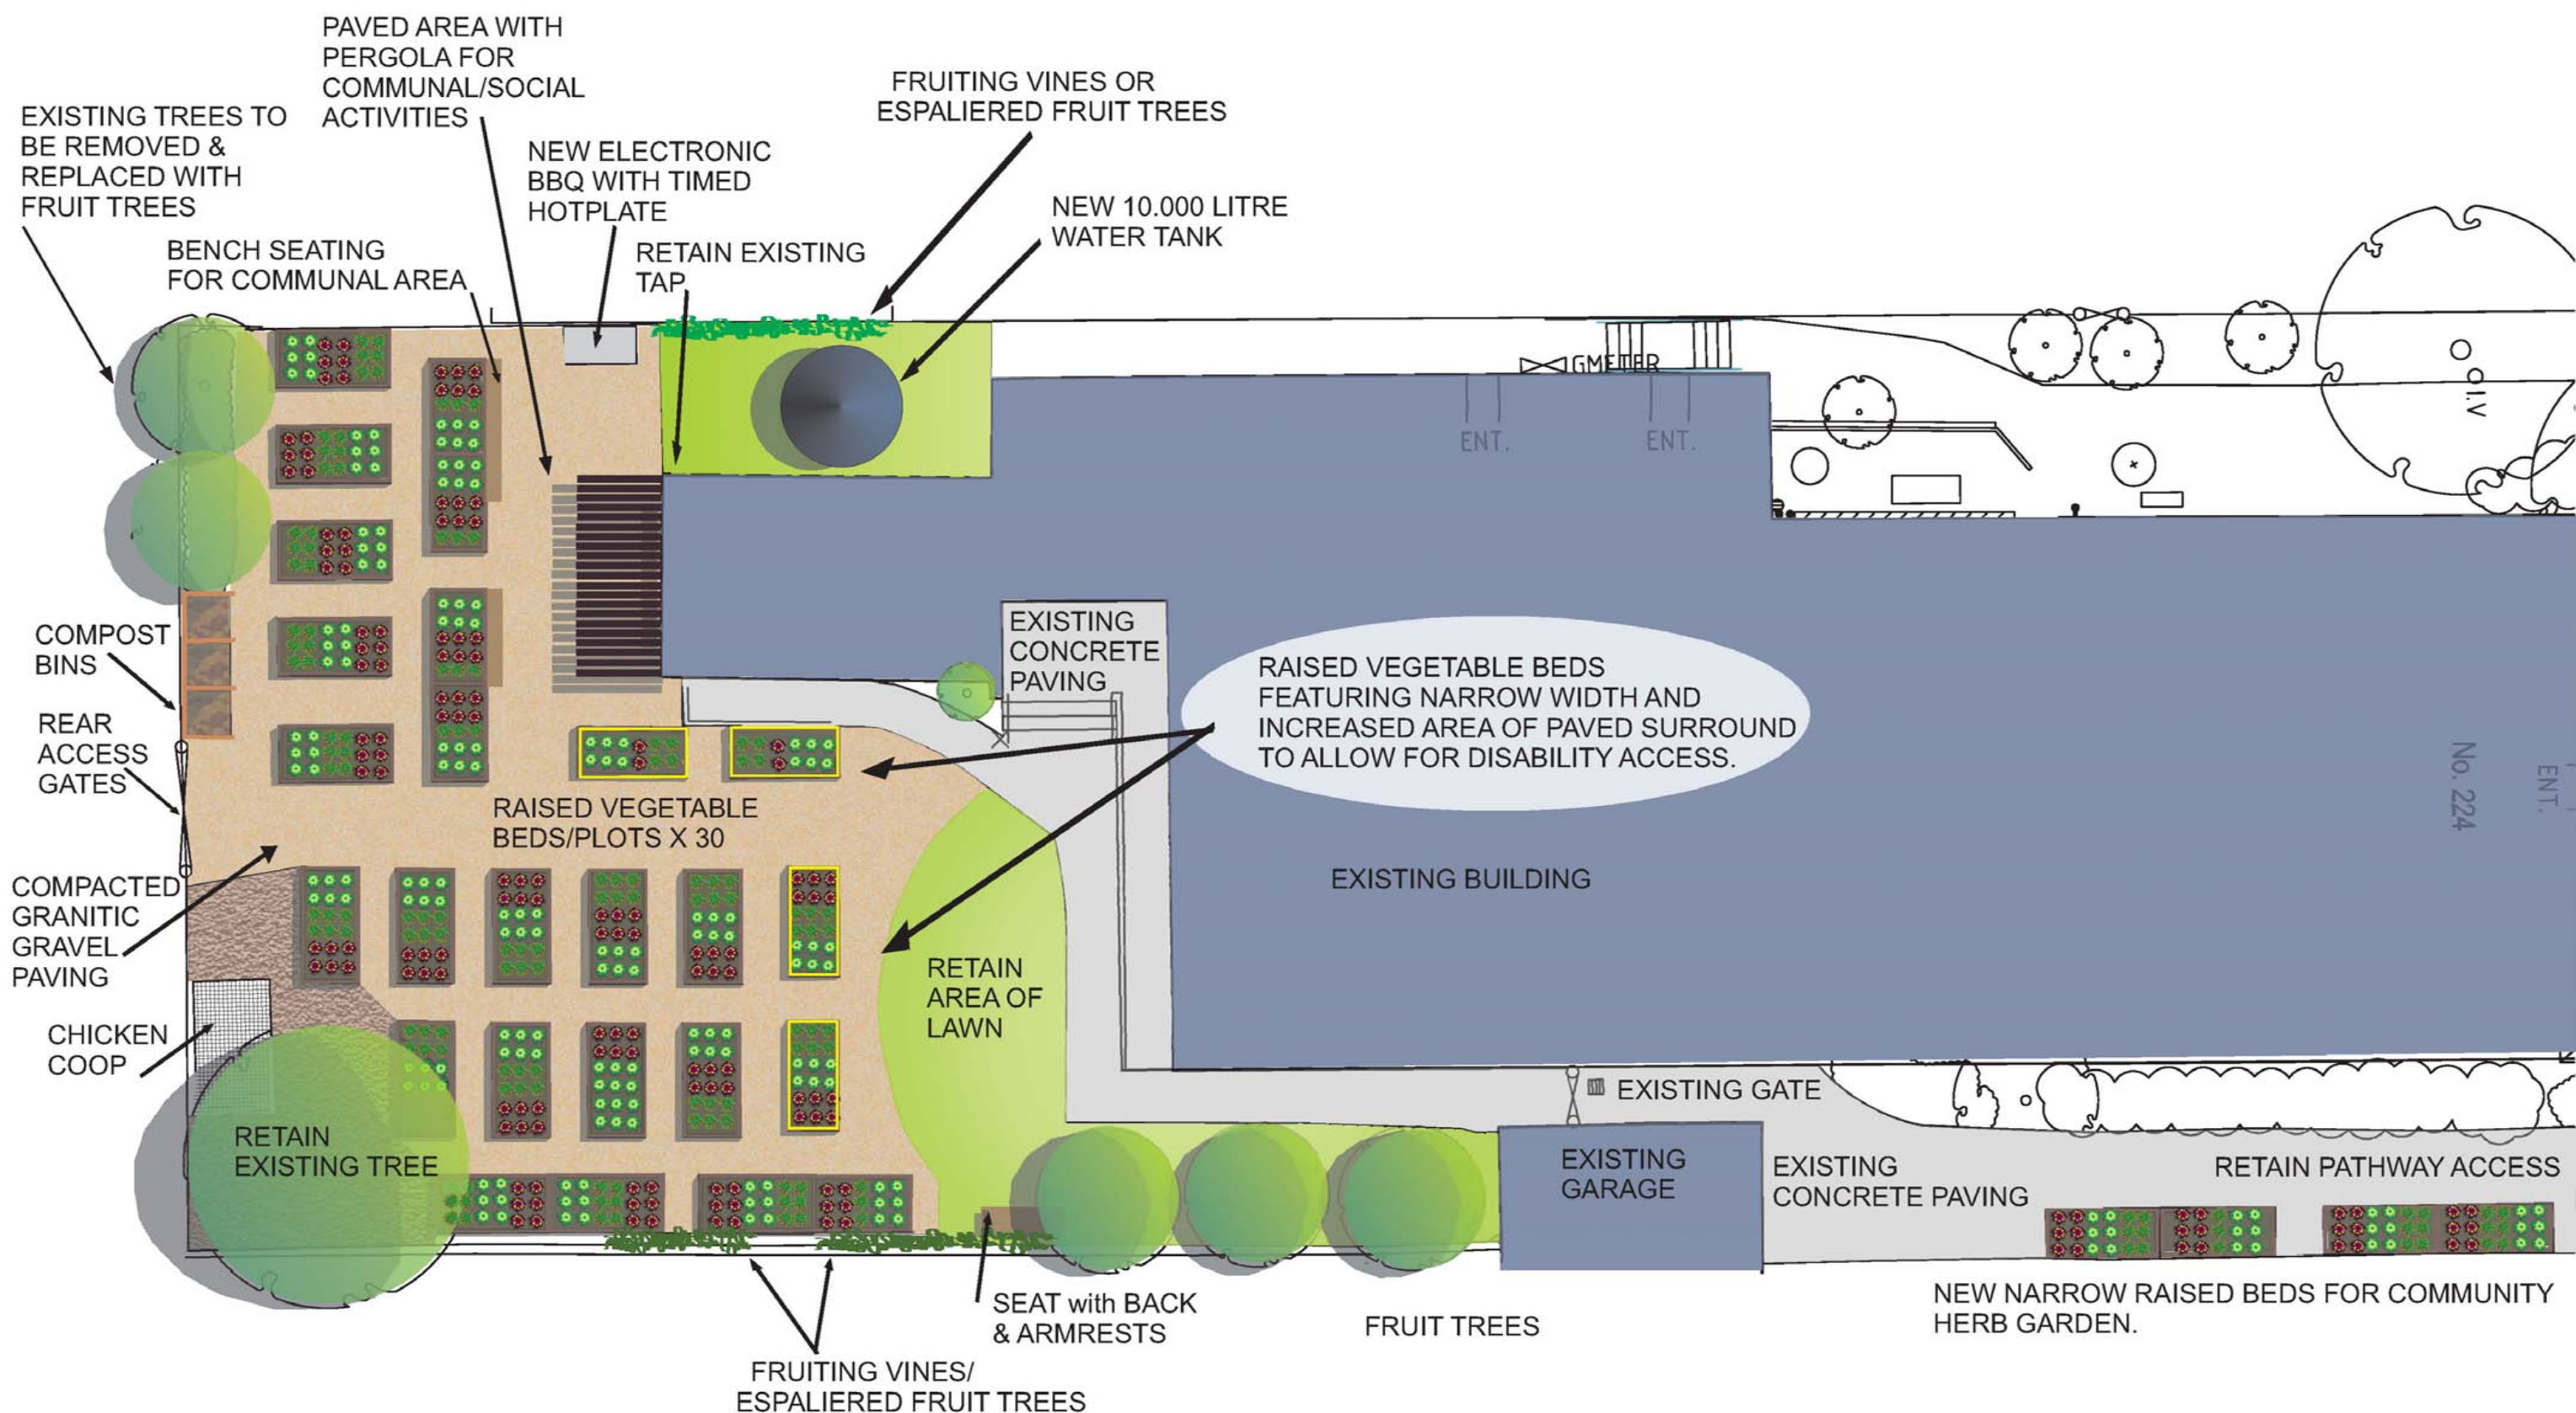 PAVED AREA WITH
PERGOLA FOR
COMMUNAL/SOCIAL
ACTIVITIES
FRUITING VINES OR
ESPALIERED FRUIT TREES
EXISTING TREES TO
BE REMOVED &
REPLACED WITH
FRUIT TREES
NEW ELECTRONIC
BBQ WITH TIMED
HOTPLATE
NEW 10.000 LITRE
WATER TANK
BENCH SEATING
FOR COMMUNAL AREA
RETAIN EXISTING
TAP
GMETER
I.V
ENT.
ENT.
COMPOST
BINS
EXISTING
CONCRETE
PAVING
RAISED VEGETABLE BEDS
FEATURING NARROW WIDTH AND
INCREASED AREA OF PAVED SURROUND
TO ALLOW FOR DISABILITY ACCESS.
REAR
ACCESS
GATES
No. 224
ENT.
RAISED VEGETABLE
BEDS/PLOTS X 30
COMPACTED
GRANITIC
GRAVEL
PAVING
EXISTING BUILDING
RETAIN
AREA OF
LAWN
CHICKEN
COOP
EXISTING GATE
RETAIN
EXISTING TREE
EXISTING
GARAGE
EXISTING
CONCRETE PAVING
RETAIN PATHWAY ACCESS
SEAT with BACK
& ARMRESTS
FRUIT TREES
NEW NARROW RAISED BEDS FOR COMMUNITY
HERB GARDEN.
FRUITING VINES/
ESPALIERED FRUIT TREES